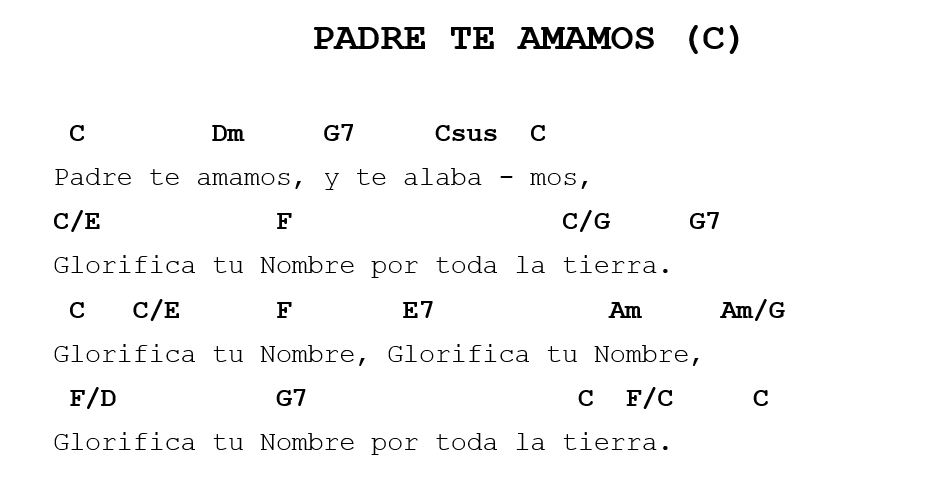 PADRE TE AMAMOS (C)
C Dm G7 Csus C
Padre te amamos, y te alaba - mos,
C/E F C/G G7
Glorifica tu Nombre por toda la tierra.
C C/E F E7 Am Am/G
Glorifica tu Nombre, Glorifica tu Nombre,
F/D G7 C F/C C
Glorifica tu Nombre por toda la tierra.